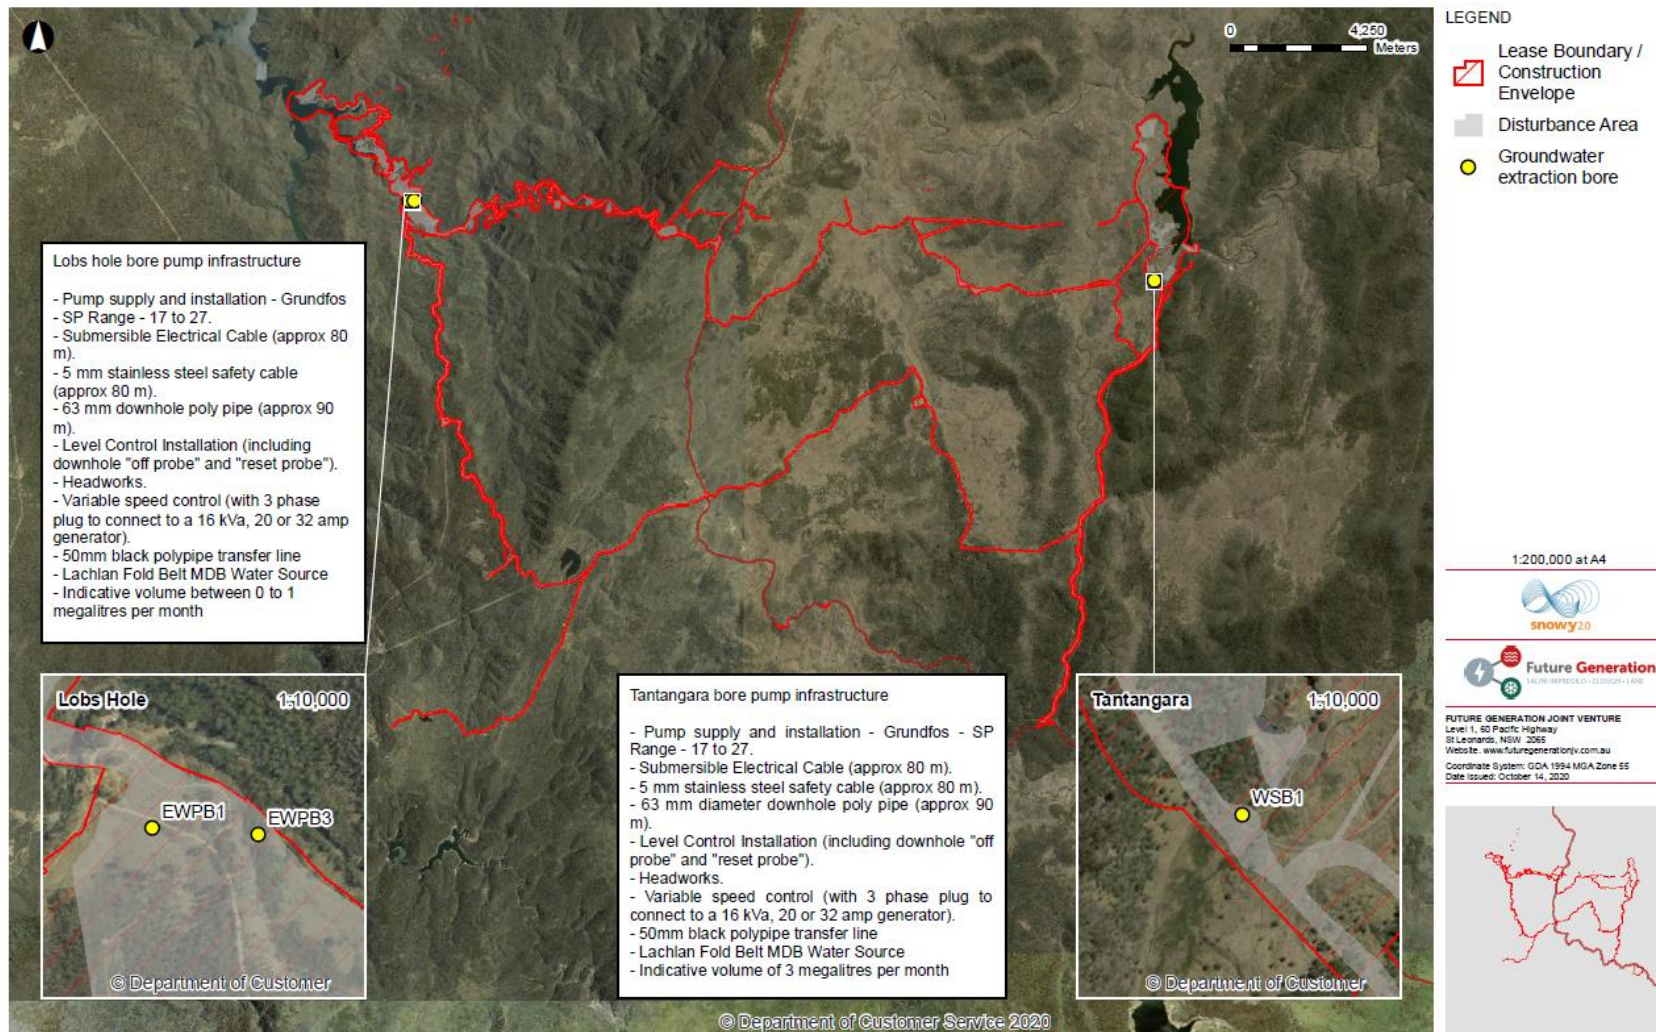 0 4,250
Meters
LEGEND
Lease Boundary /
Construction
Envelope
Disturbance Area
Groundwater
extraction bore
Lobs hole bore pump infrastructure
- Pump supply and installation - Grundfos
- SP Range - 17 to 27.
- Submersible Electrical Cable (approx 80
m).
- 5 mm stainless steel safety cable
(approx 80 m).
- 63 mm downhole poly pipe (approx 90
m).
- Level Control Installation (including
downhole "off probe" and "reset probe").
- Headworks.
- Variable speed control (with 3 phase
plug to connect to a 16 kVa, 20 or 32 amp
generator).
- 50mm black polypipe transfer line
- Lachlan Fold Belt MDB Water Source
- Indicative volume between 0 to 1
megalitres per month
Lobs Hole 1:10,000
EWPB1
EWPB3
© Department of Customer
Tantangara bore pump infrastructure
- Pump supply and installation - Grundfos - SP
Range - 17 to 27.
- Submersible Electrical Cable (approx 80 m).
- 5 mm stainless steel safety cable (approx 80 m).
- 63 mm diameter downhole poly pipe (approx 90
m).
- Level Control Installation (including downhole "off
probe" and "reset probe").
- Headworks.
- Variable speed control (with 3 phase plug to
connect to a 16 kVa, 20 or 32 amp generator).
- 50mm black polypipe transfer line
- Lachlan Fold Belt MDB Water Source
- Indicative volume of 3 megalitres per month
Tantangara 1:10,000
WSB1
© Department of Customer
© Department of Customer Service 2020
1:200,000 at A4
snowy2.0
Future Generation
SALINI IMPREGILO • CLOUGH • LANE
FUTURE GENERATION JOINT VENTURE
Level 1, 60 Pacific Highway
St Leonards, NSW 2065
Website: www.futuregenerationjv.com.au
Coordinate System: GDA 1994 MGA Zone 55
Date Issued: October 14, 2020